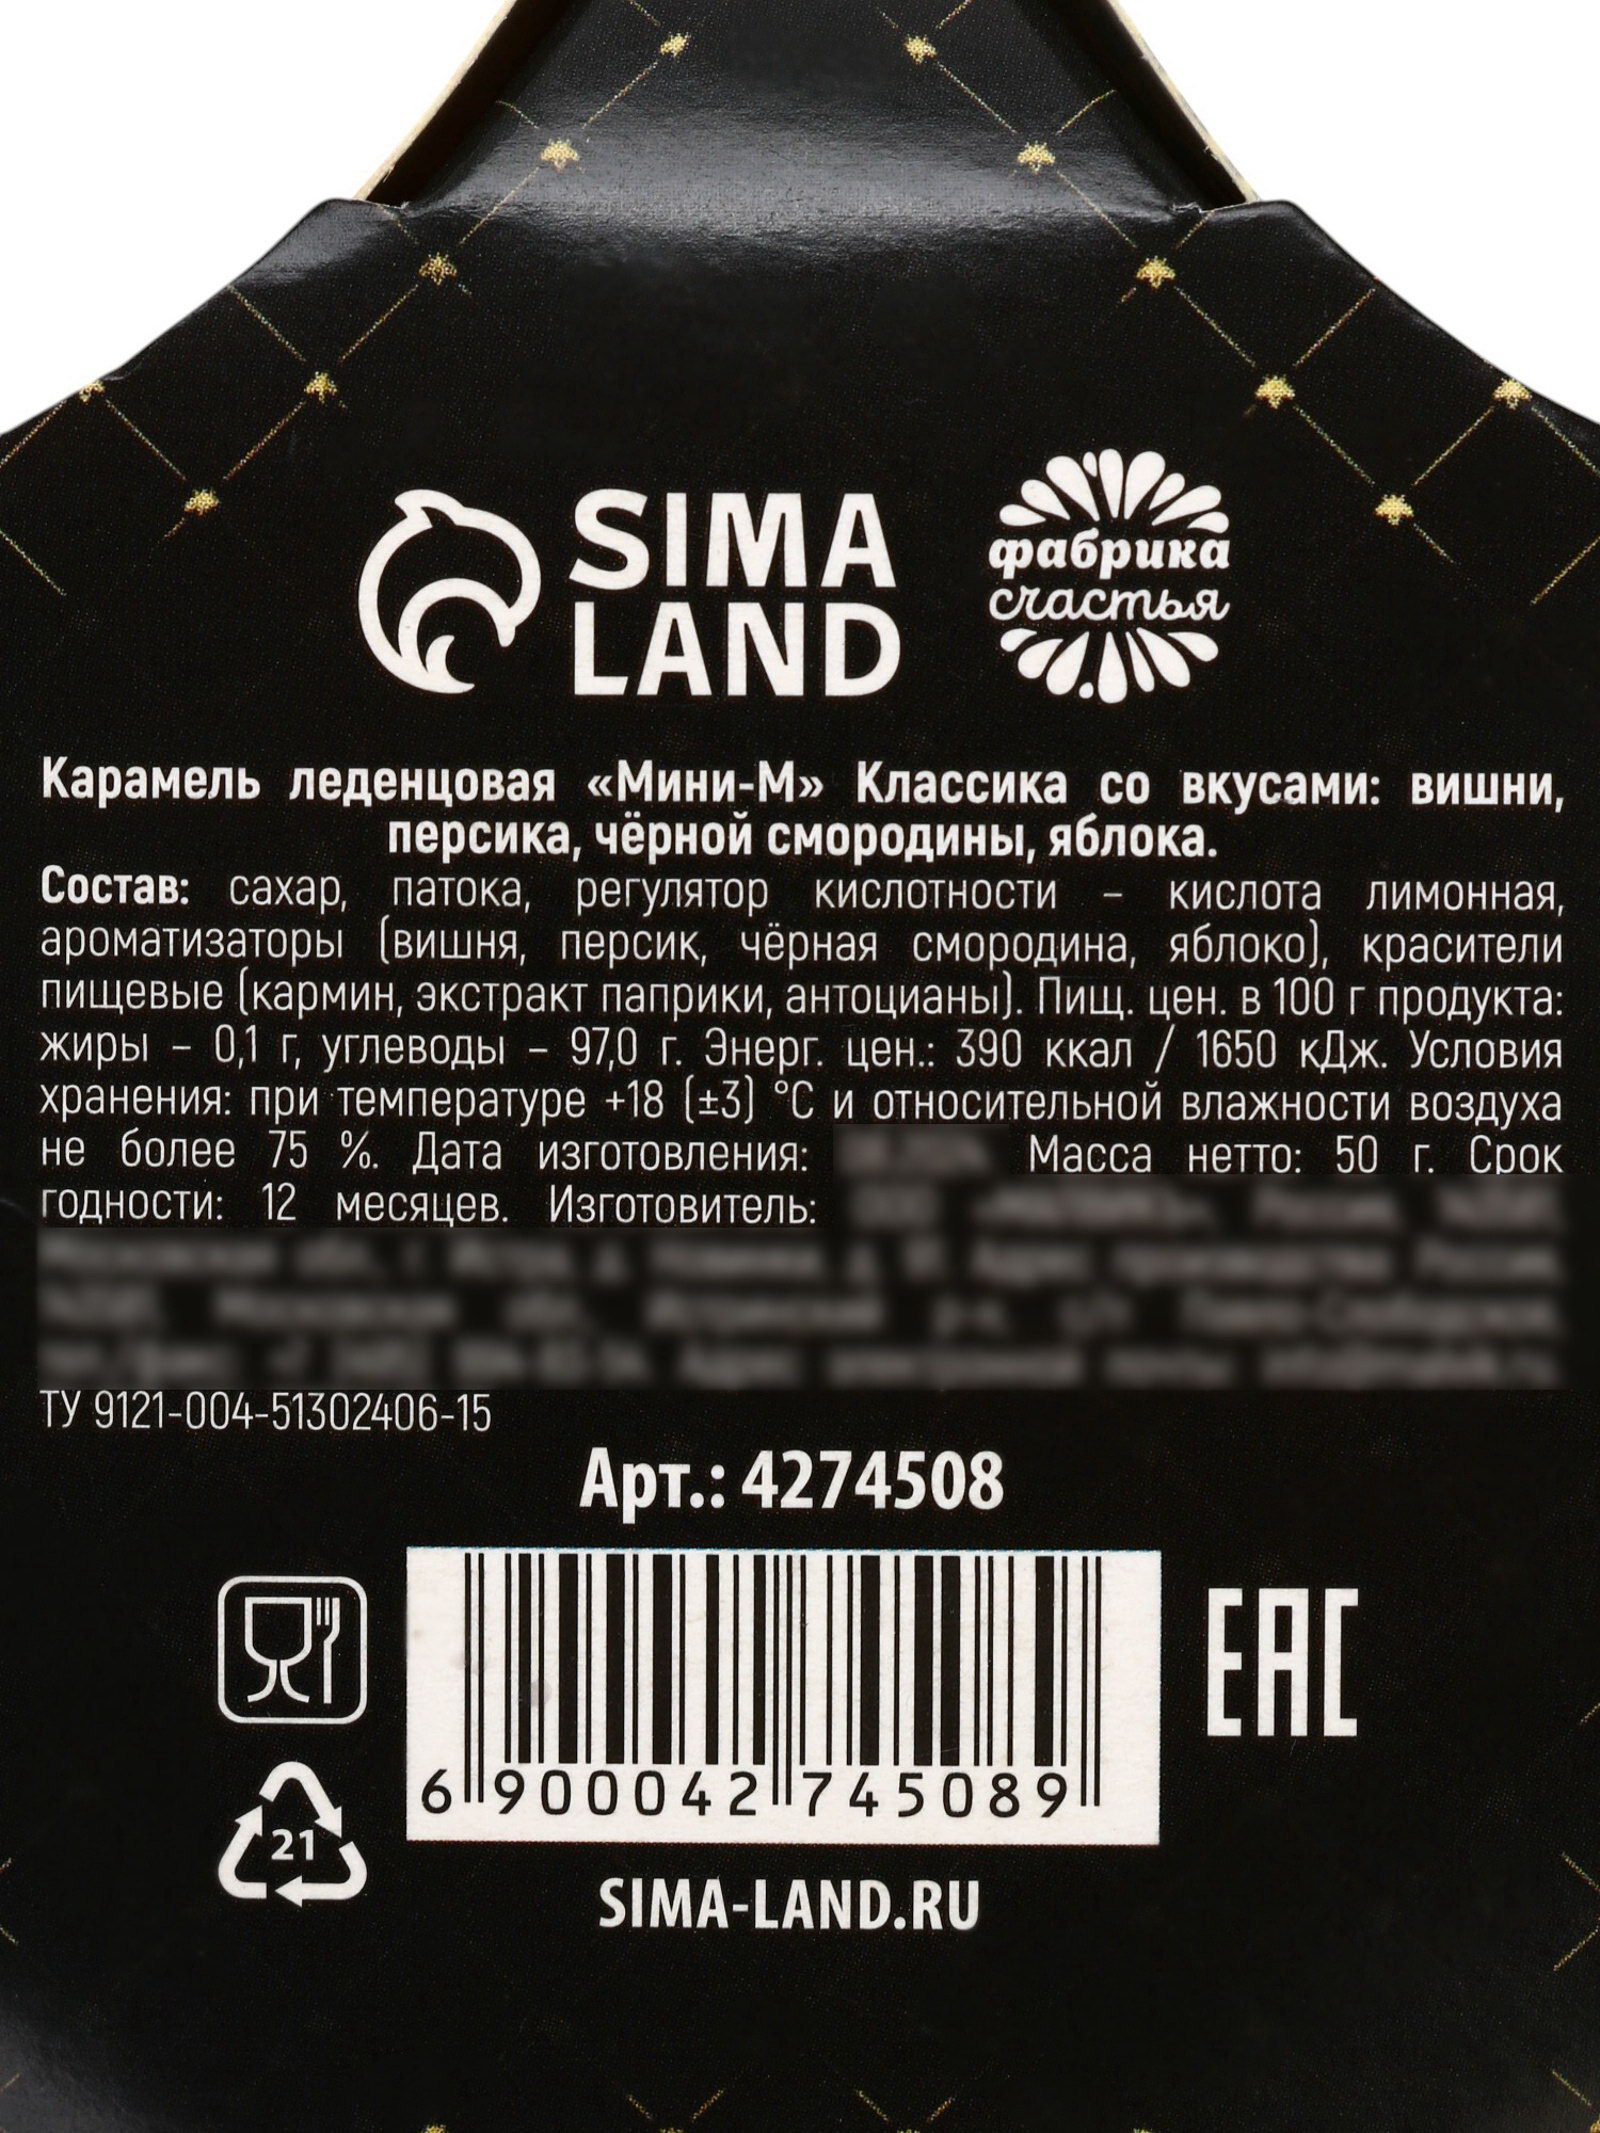 SIMA
LAND
фабрика
счастья
Карамель леденцовая «Мини-М» Классика со вкусами: вишни,
персика, чёрной смородины, яблока.
Состав: сахар, патока, регулятор кислотности – кислота лимонная,
ароматизаторы (вишня, персик, чёрная смородина, яблоко), красители
пищевые (кармин, экстракт паприки, антоцианы). Пищ. цен. в 100 г продукта:
жиры – 0,1 г, углеводы – 97,0 г. Энерг. цен.: 390 ккал / 1650 кДж. Условия
хранения: при температуре +18 (±3) °С и относительной влажности воздуха
не более 75 %. Дата изготовления: Масса нетто: 50 г. Срок
годности: 12 месяцев. Изготовитель:
ТУ 9121-004-51302406-15
Арт.: 4274508
6 900042 745089
EAC
21
SIMA-LAND.RU